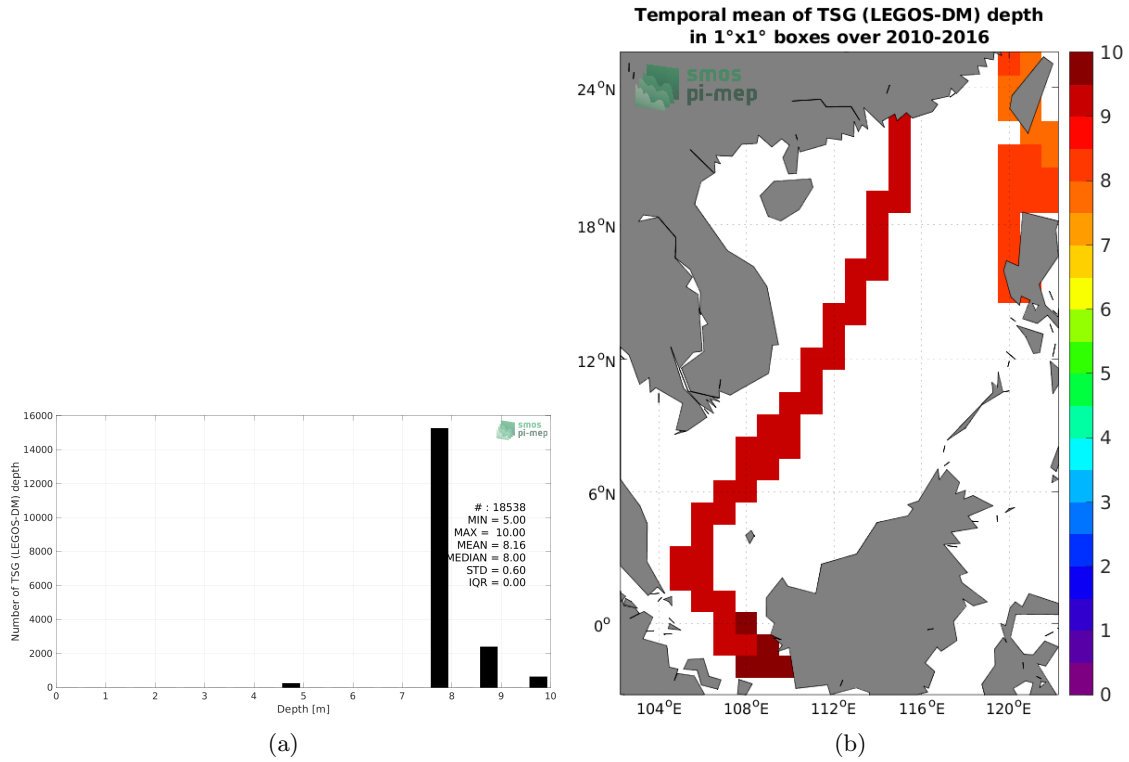 16000
14000
12000
10000
8000
6000
4000
2000
0
Number of TSG (LEGOS-DM) depth
smos
pi-mep
# : 18538
MIN = 5.00
MAX = 10.00
MEAN = 8.16
MEDIAN = 8.00
STD = 0.60
IQR = 0.00
0 1 2 3 4 5 6 7 8 9 10
Depth [m]
(a)
Temporal mean of TSG (LEGOS-DM) depth
in 1°x1° boxes over 2010-2016
smos
pi-mep
24°N
18°N
12°N
6°N
0°
104°E 108°E 112°E 116°E 120°E
10
9
8
7
6
5
4
3
2
1
0
(b)